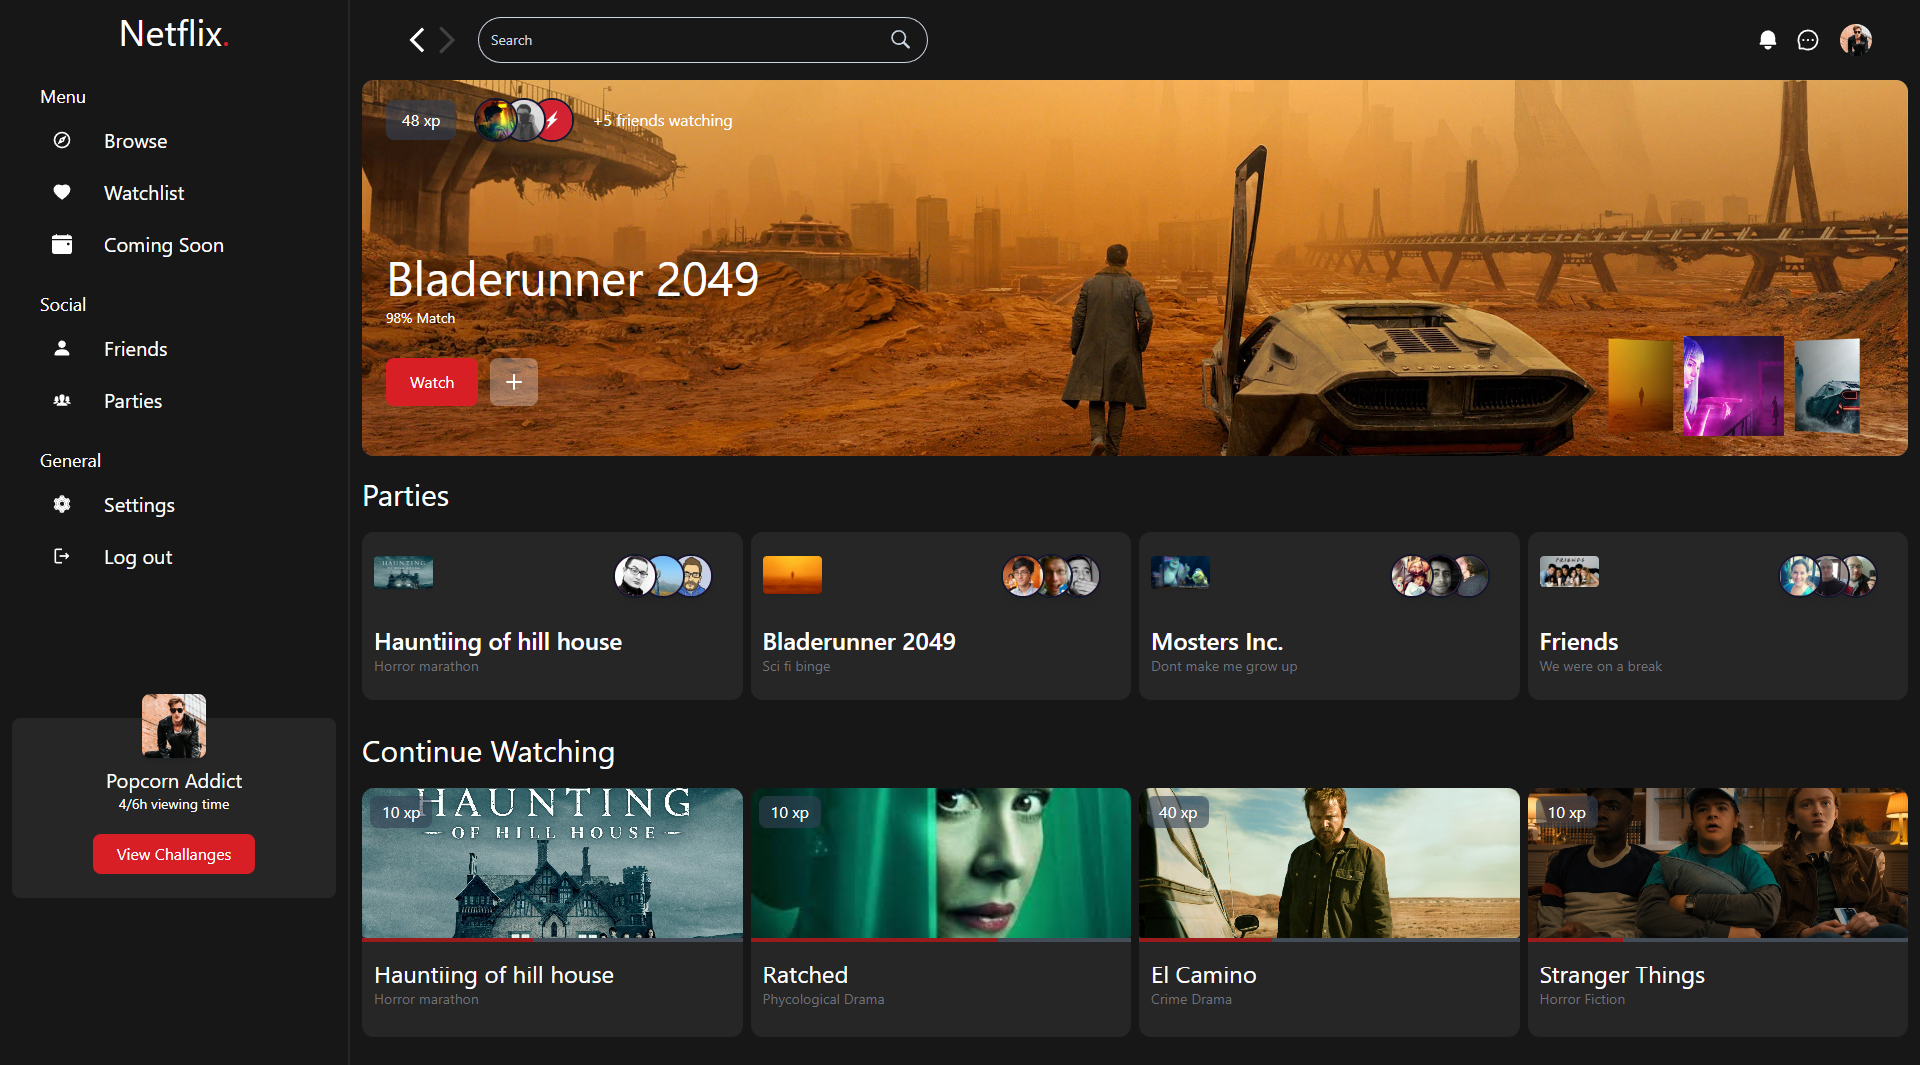 Netflix.
Menu
Browse
Watchlist
Coming Soon
Social
Friends
Parties
General
Settings
Log out
Popcorn Addict
4/6h viewing time
View Challanges
Search
48 xp
+5 friends watching
Bladerunner 2049
98% Match
Watch
Parties
HAUNTING
Hauntiing of hill house
Horror marathon
Bladerunner 2049
Sci fi binge
Mosters Inc.
Dont make me grow up
FRIENDS
Friends
We were on a break
Continue Watching
10 xp
HAUNTING
OF HILL HOUSE
Hauntiing of hill house
Horror marathon
10 xp
Ratched
Phycological Drama
40 xp
El Camino
Crime Drama
10 xp
Stranger Things
Horror Fiction